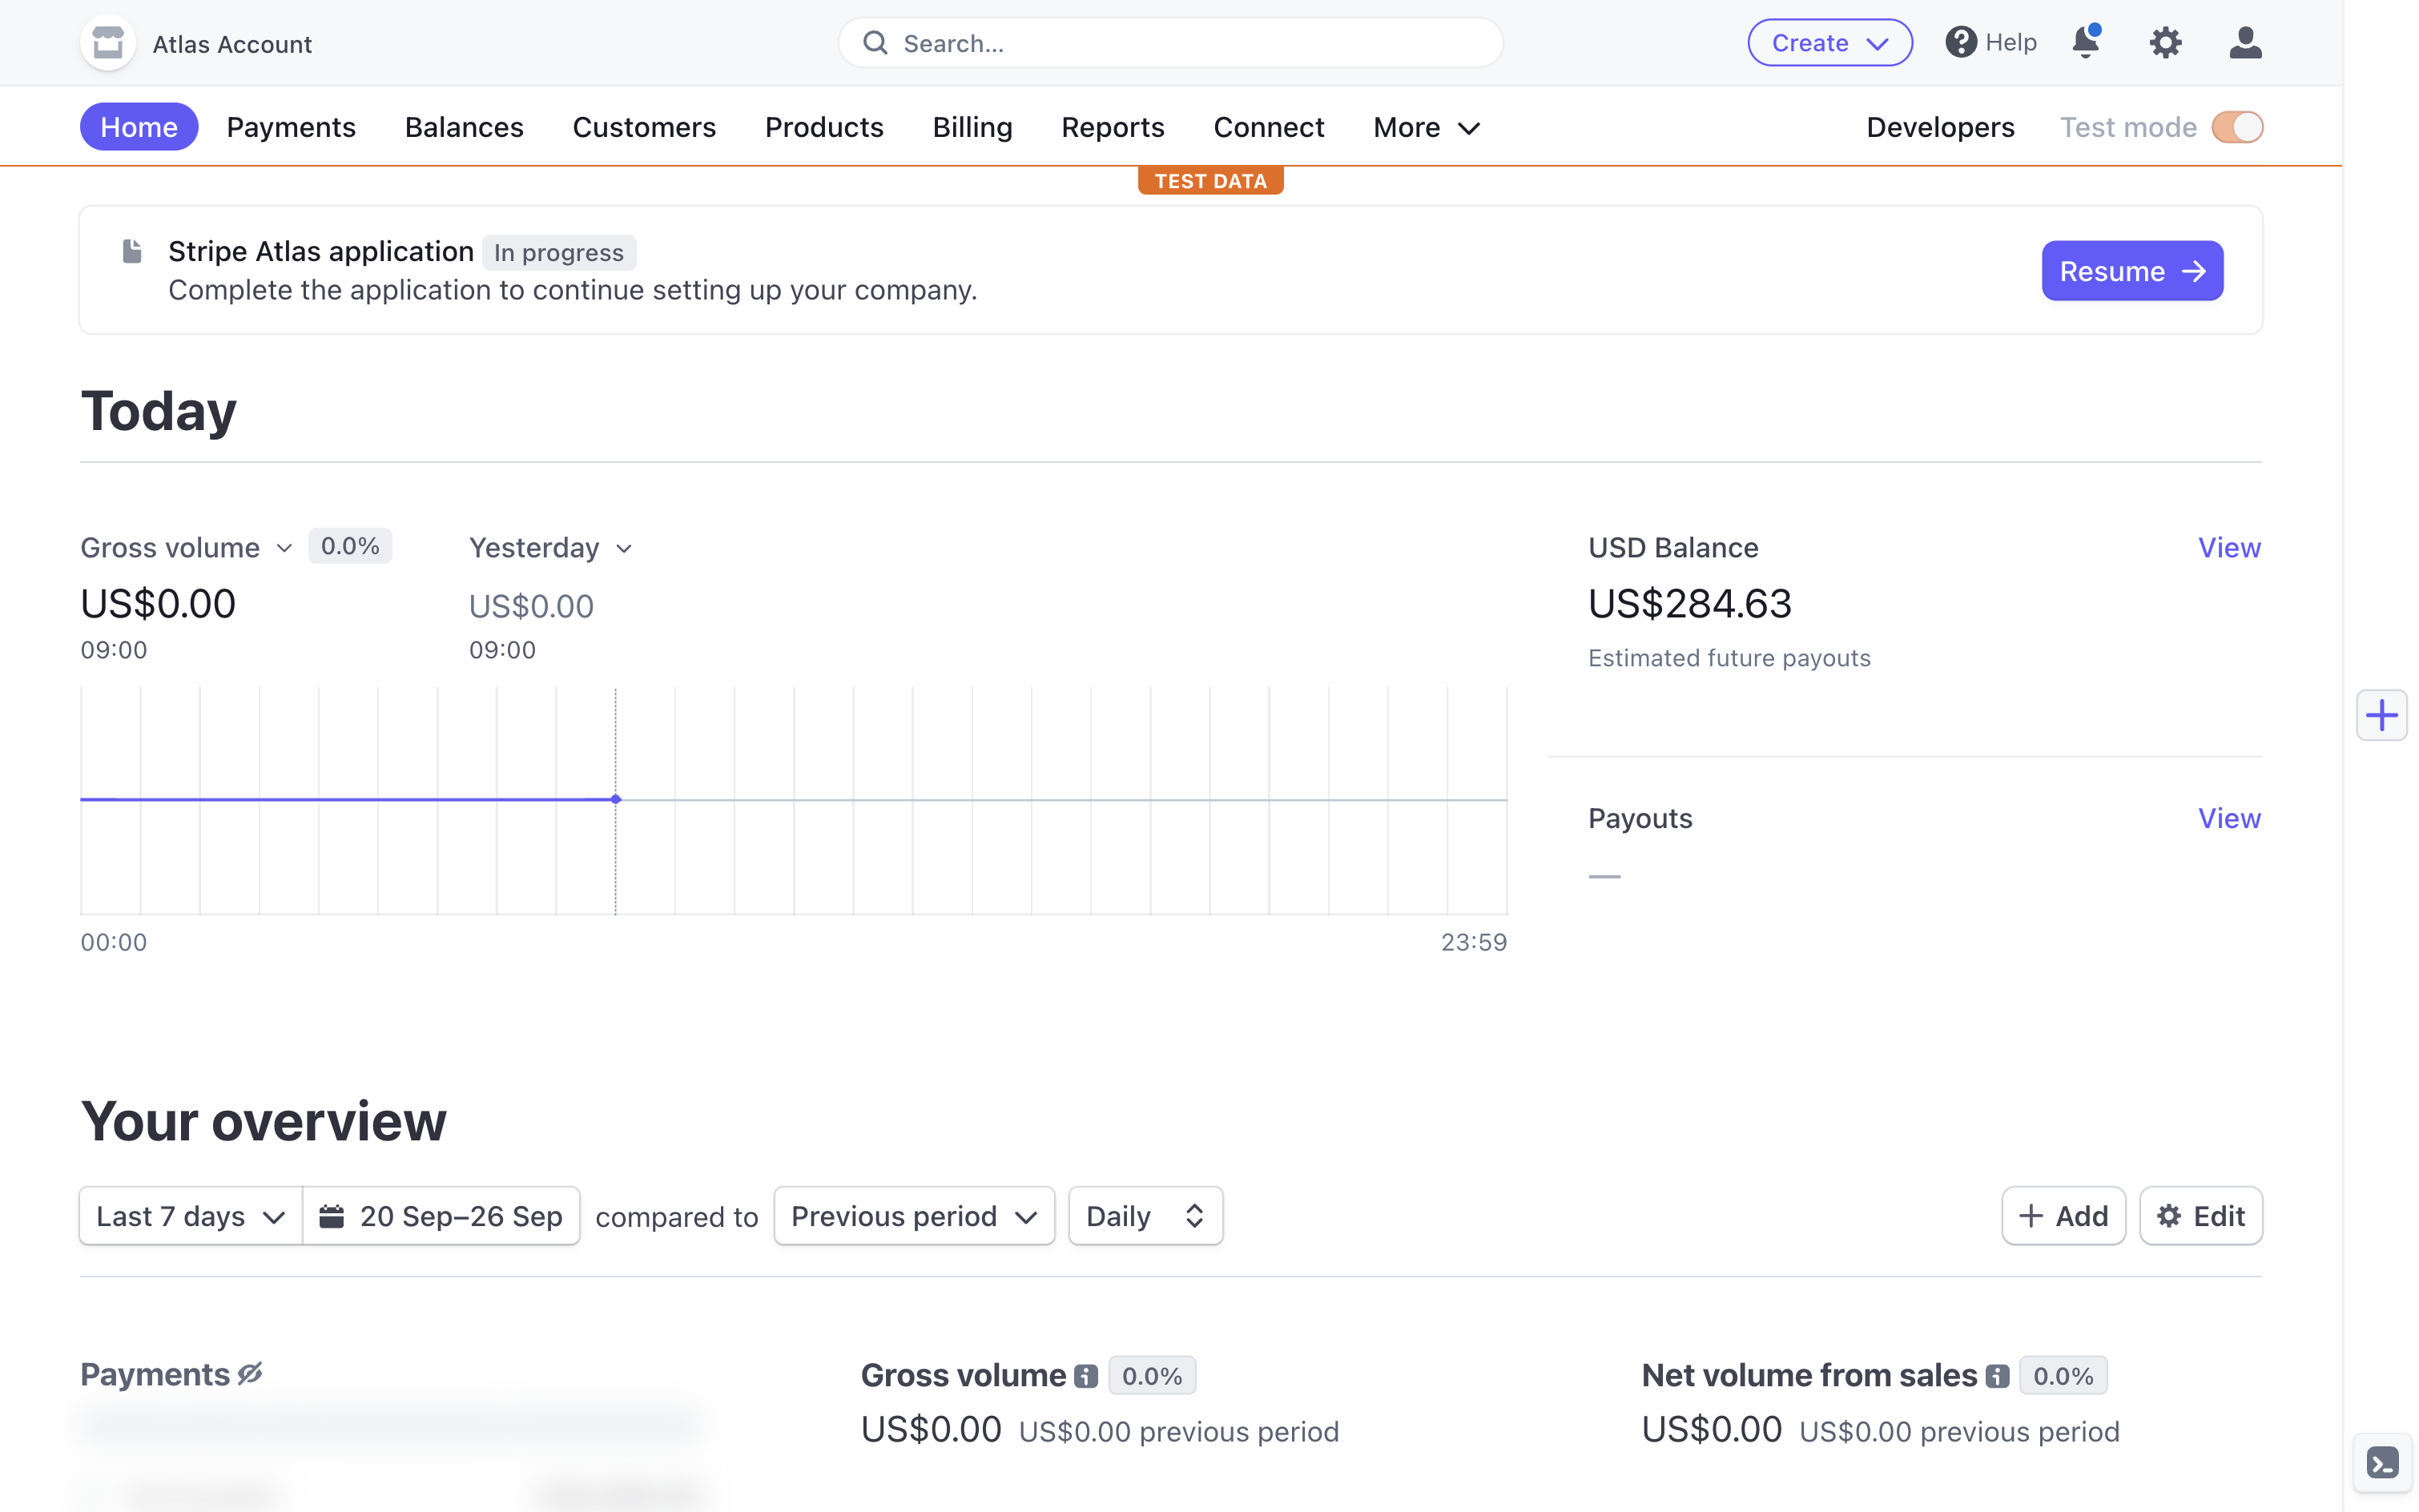 Atlas Account
Search...
Create
Help
Home
Payments
Balances
Customers
Products
Billing
Reports
Connect
More
Developers
Test mode
TEST DATA
Stripe Atlas application In progress
Complete the application to continue setting up your company.
Resume
Today
Gross volume 0.0%
US$0.00
09:00
Yesterday
US$0.00
09:00
00:00
23:59
USD Balance
View
US$284.63
Estimated future payouts
Payouts
View
—
Your overview
Last 7 days
20 Sep–26 Sep
compared to
Previous period
Daily
Add
Edit
Payments
Gross volume 0.0%
US$0.00 US$0.00 previous period
Net volume from sales 0.0%
US$0.00 US$0.00 previous period